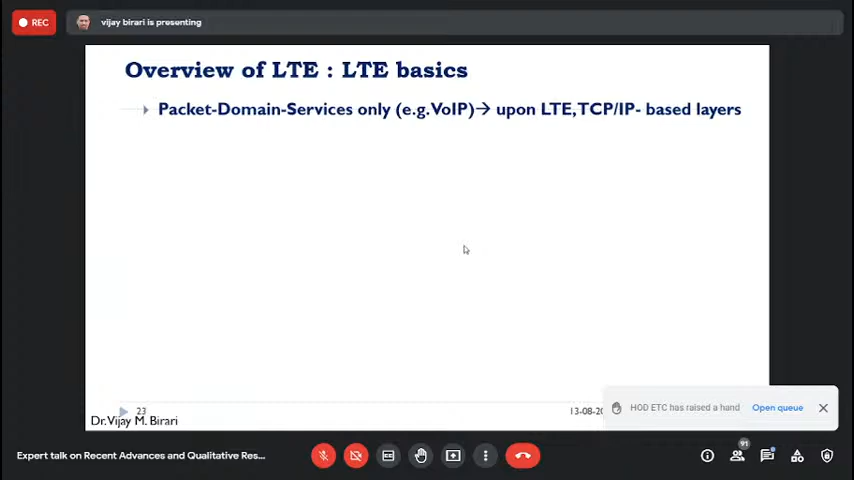 REC
vijay birari is presenting
Overview of LTE : LTE basics
Packet-Domain-Services only (e.g. VoIP)→ upon LTE, TCP/IP- based layers
HOD ETC has raised a hand Open queue
23
13-08-20
Dr. Vijay M. Birari
91
Expert talk on Recent Advances and Qualitative Res...